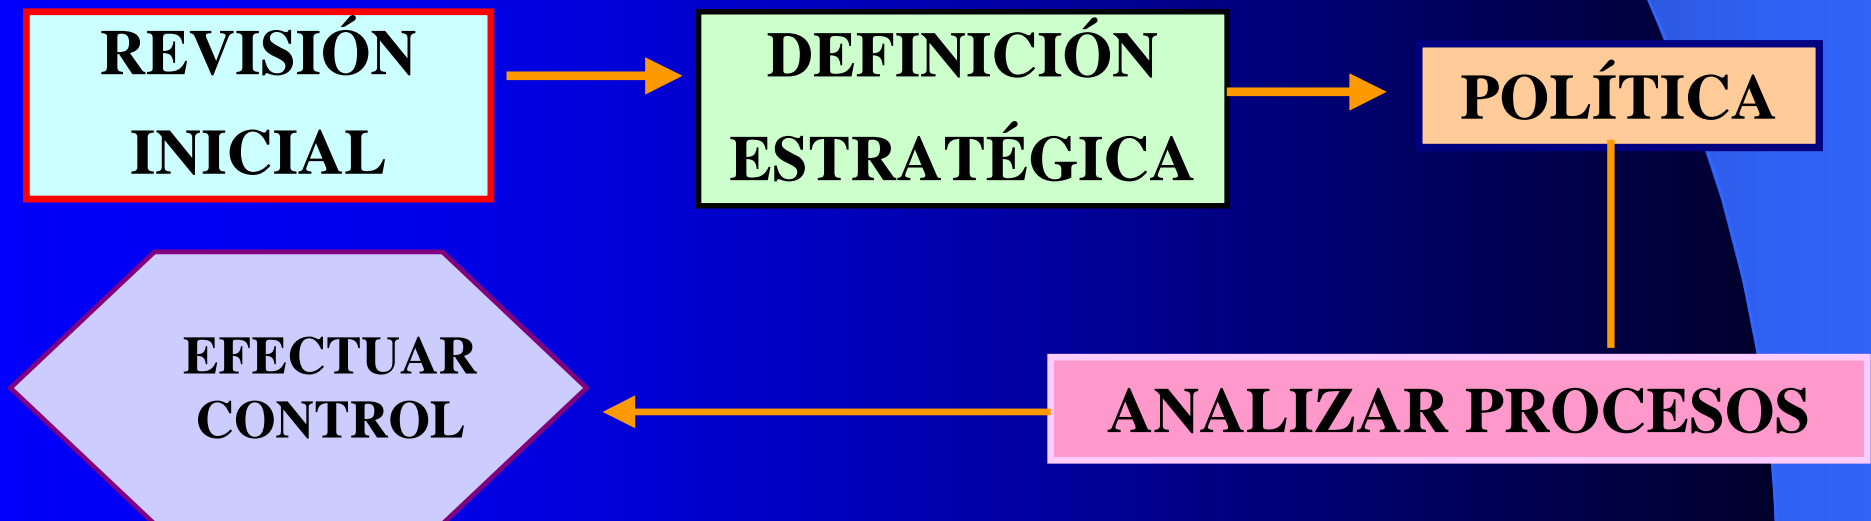 REVISIÓN
INICIAL
DEFINICIÓN
ESTRATÉGICA
POLÍTICA
ANALIZAR PROCESOS
EFECTUAR
CONTROL